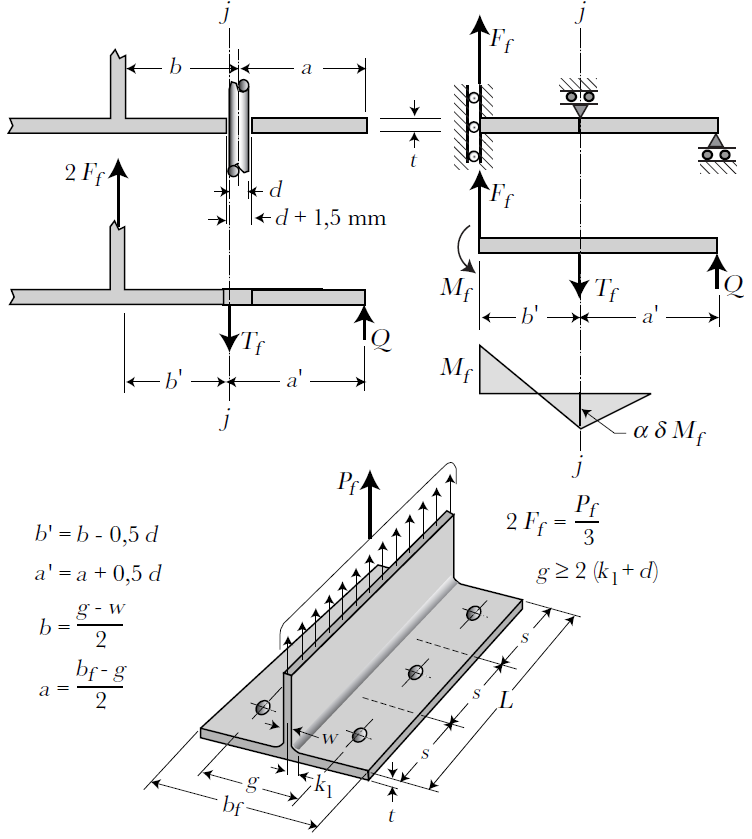 j
j
b
a
F_f
t
2 F_f
d
d + 1,5 mm
F_f
M_f
T_f
Q
b'
a'
T_f
Q
b'
a'
j
M_f
α δ M_f
j
P_f
2 F_f = P_f / 3
g ≥ 2 (k_1 + d)
b' = b - 0,5 d
a' = a + 0,5 d
b = g - w / 2
a = b_f - g / 2
s
s
L
s
w
g
k_1
b_f
t